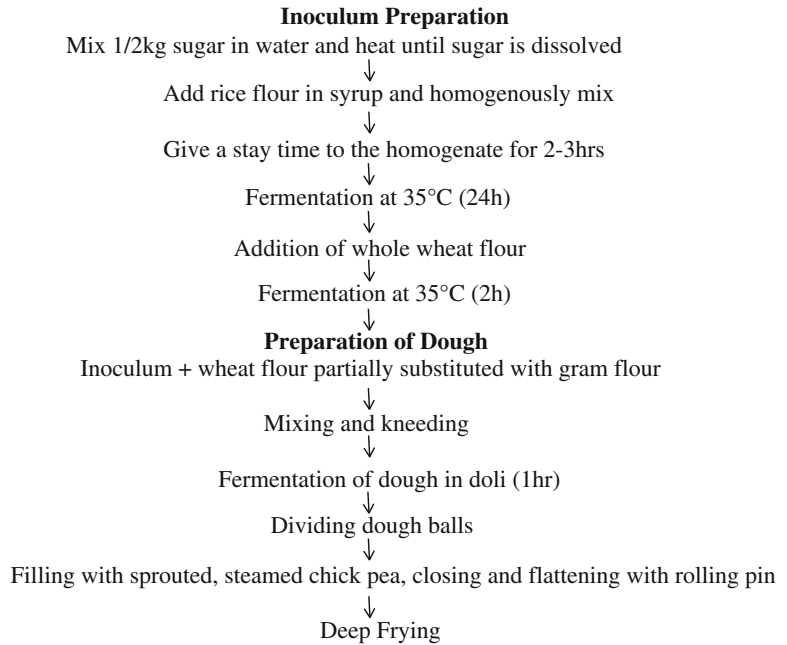 Inoculum Preparation
Mix 1/2kg sugar in water and heat until sugar is dissolved
Add rice flour in syrup and homogenously mix
Give a stay time to the homogenate for 2-3hrs
Fermentation at 35°C (24h)
Addition of whole wheat flour
Fermentation at 35°C (2h)
Preparation of Dough
Inoculum + wheat flour partially substituted with gram flour
Mixing and kneeding
Fermentation of dough in doli (1hr)
Dividing dough balls
Filling with sprouted, steamed chick pea, closing and flattening with rolling pin
Deep Frying